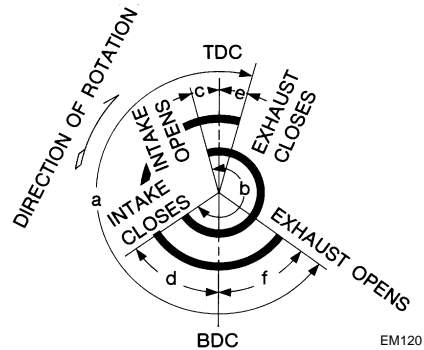 TDC
DIRECTION OF ROTATION
c
e
INTAKE
OPENS
EXHAUST
CLOSES
a
b
INTAKE
CLOSES
EXHAUST OPENS
d
f
BDC
EM120